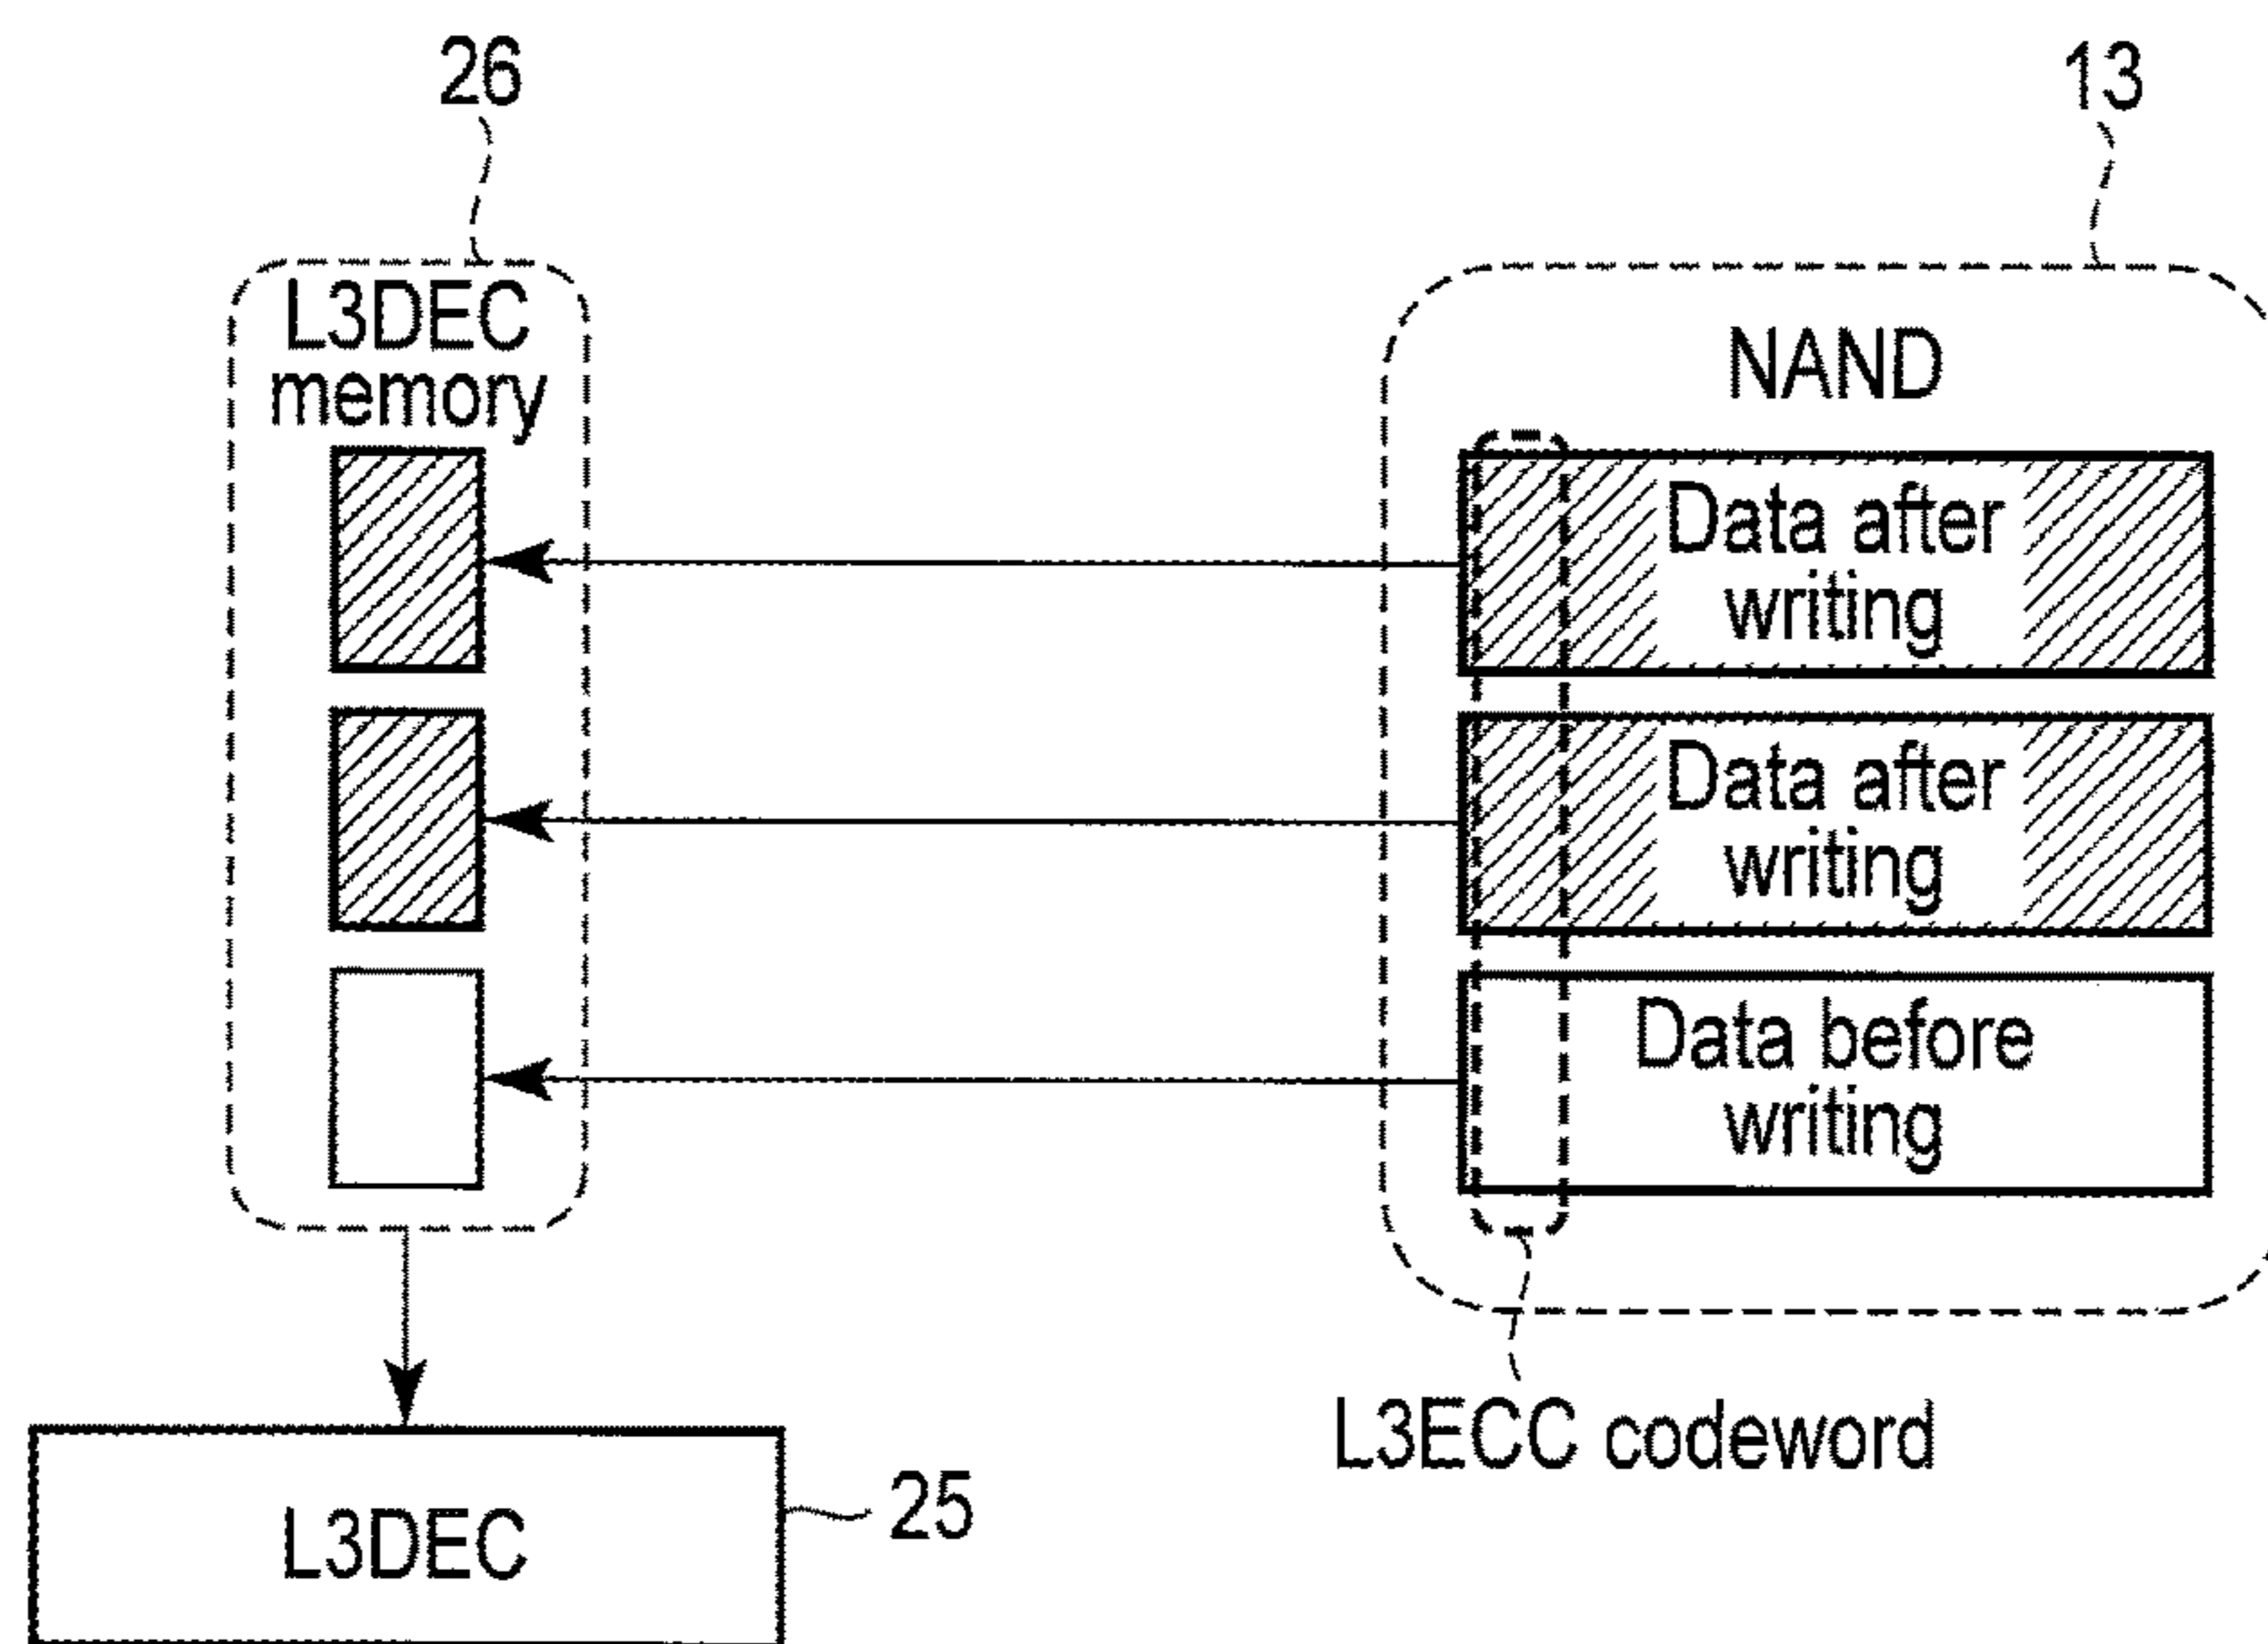 26
13
L3DEC
memory
NAND
Data after
writing
Data after
writing
Data before
writing
L3ECC codeword
L3DEC
25